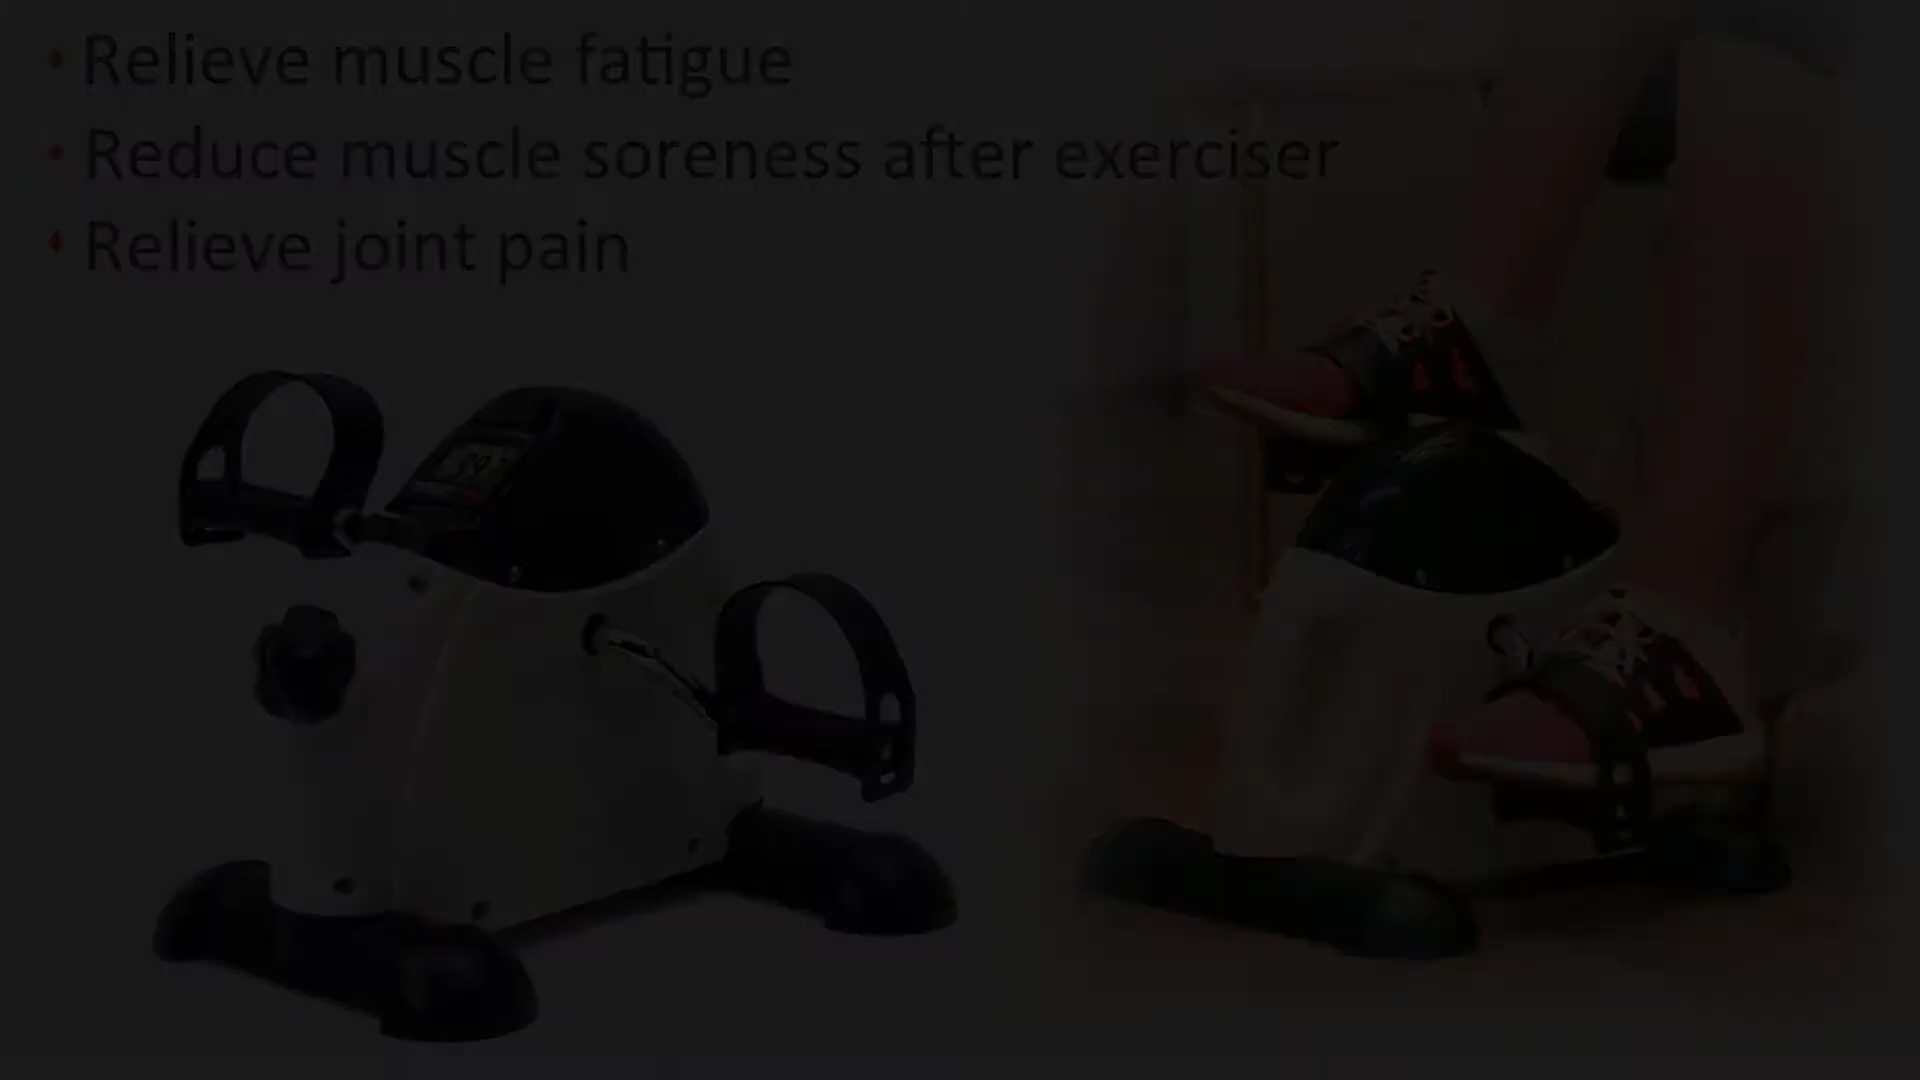 • Relieve muscle fatigue
• Reduce muscle soreness after exerciser
• Relieve joint pain